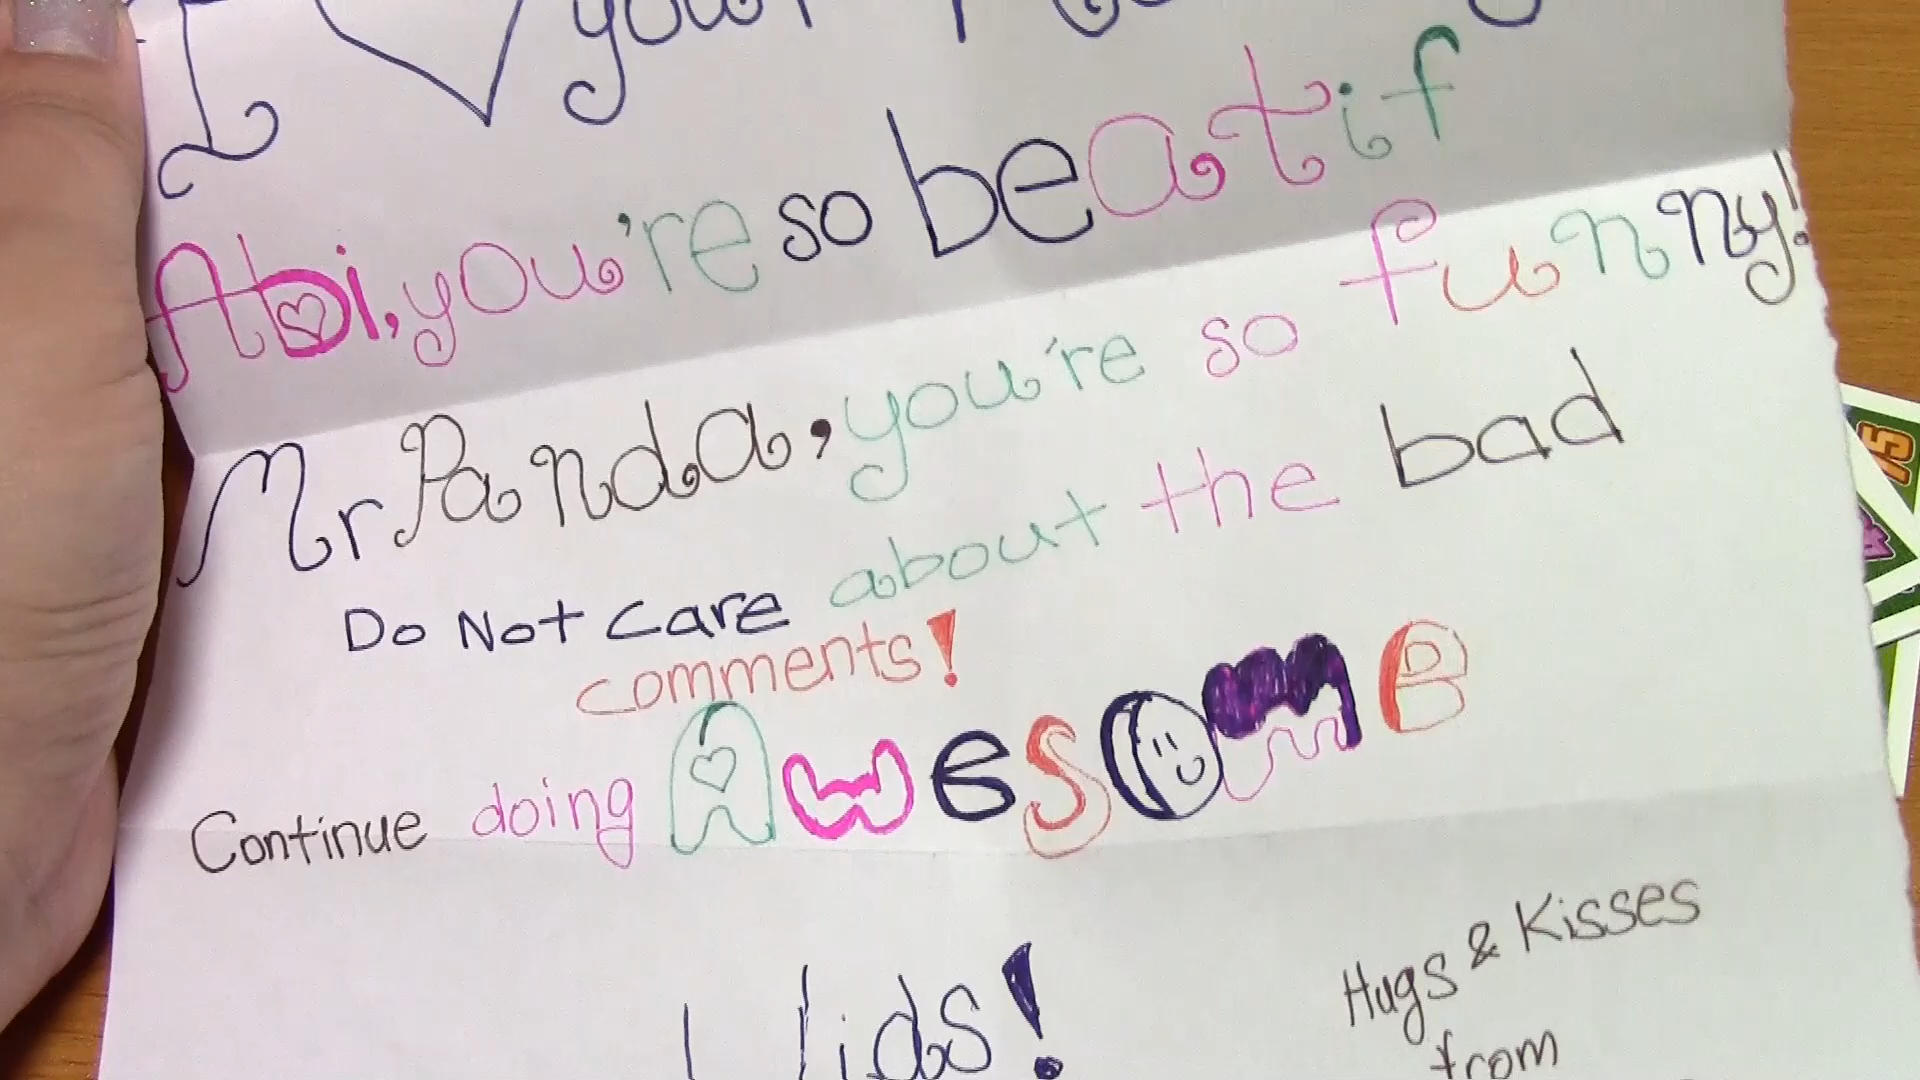 I ♥ your
Abi, you're so beatif
Mr Panda, you're so funny!
Do Not care about the bad
comments!
Continue doing AwesOME
Vids!
Hugs & Kisses
from